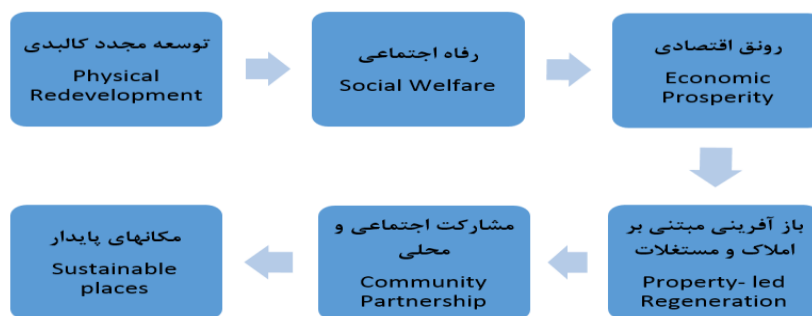 توسعه مجدد کالبدی
Physical
Redevelopment
رفاه اجتماعی
Social Welfare
رونق اقتصادی
Economic
Prosperity
باز آفرینی مبتنی بر
املاک و مستغلات
Property- led
Regeneration
مشارکت اجتماعی و
محلی
Community
Partnership
مکانهای پایدار
Sustainable
places